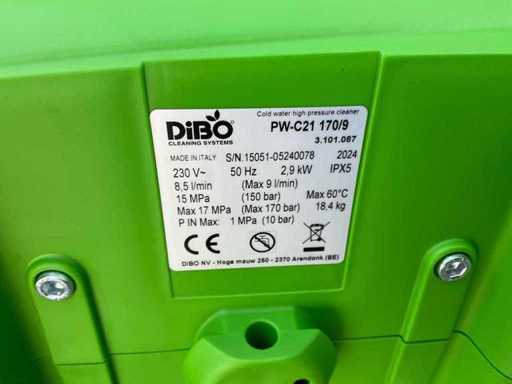 Cold water high pressure cleaner
DiBO
CLEANING SYSTEMS
PW-C21 170/9
3.101.087
MADE IN ITALY S/N.15051-05240078 2024
230 V~ 50 Hz 2,9 kW IPX5
8,5 l/min (Max 9 l/min)
15 MPa (150 bar) Max 60°C
Max 17 MPa (Max 170 bar) 18,4 kg
P IN Max: 1 MPa (10 bar)
CE
DiBO NV - Hoge mauw 250 - 2370 Arendonk (BE)